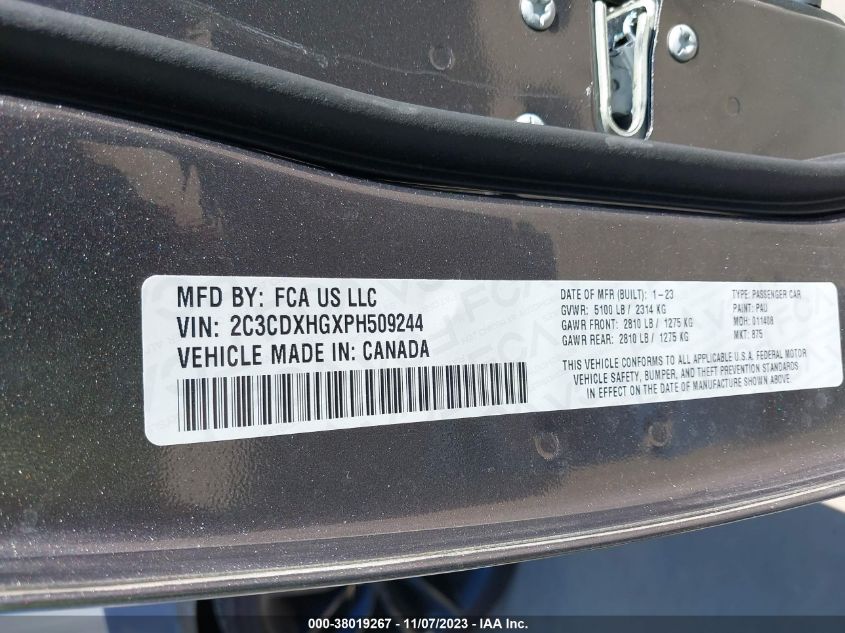 MFD BY: FCA US LLC
VIN: 2C3CDXHGXPH509244
VEHICLE MADE IN: CANADA
DATE OF MFR (BUILT): 1-23
GVWR: 5100 LB / 2314 KG
GAWR FRONT: 2810 LB / 1275 KG
GAWR REAR: 2810 LB / 1275 KG
TYPE: PASSENGER CAR
PAINT: PAU
MDH: 011408
MKT: 875
THIS VEHICLE CONFORMS TO ALL APPLICABLE U.S.A. FEDERAL MOTOR
VEHICLE SAFETY, BUMPER, AND THEFT PREVENTION STANDARDS
IN EFFECT ON THE DATE OF MANUFACTURE SHOWN ABOVE.
000-38019267 - 11/07/2023 - IAA Inc.